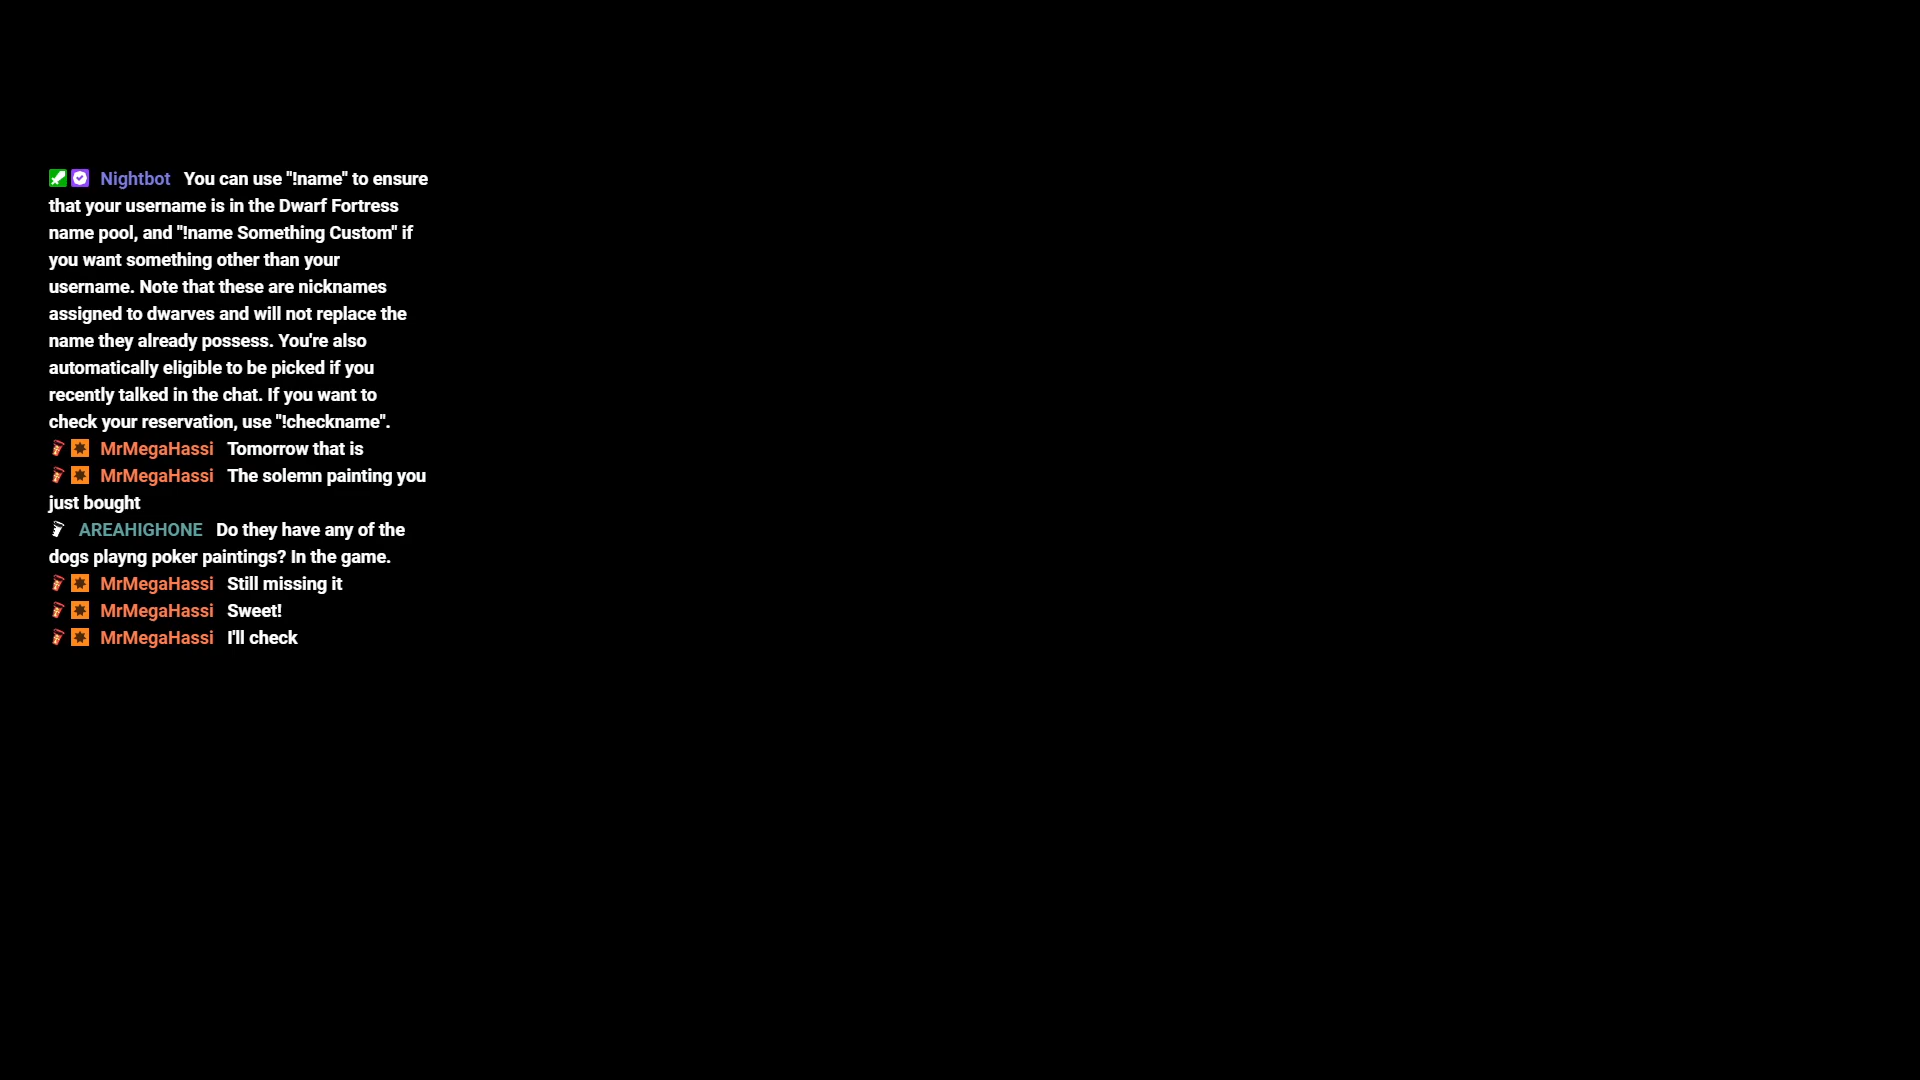 Nightbot You can use "!name" to ensure
that your username is in the Dwarf Fortress
name pool, and "!name Something Custom" if
you want something other than your
username. Note that these are nicknames
assigned to dwarves and will not replace the
name they already possess. You're also
automatically eligible to be picked if you
recently talked in the chat. If you want to
check your reservation, use "!checkname".
MrMegaHassi Tomorrow that is
MrMegaHassi The solemn painting you
just bought
AREAHIGHONE Do they have any of the
dogs playng poker paintings? In the game.
MrMegaHassi Still missing it
MrMegaHassi Sweet!
MrMegaHassi I'll check